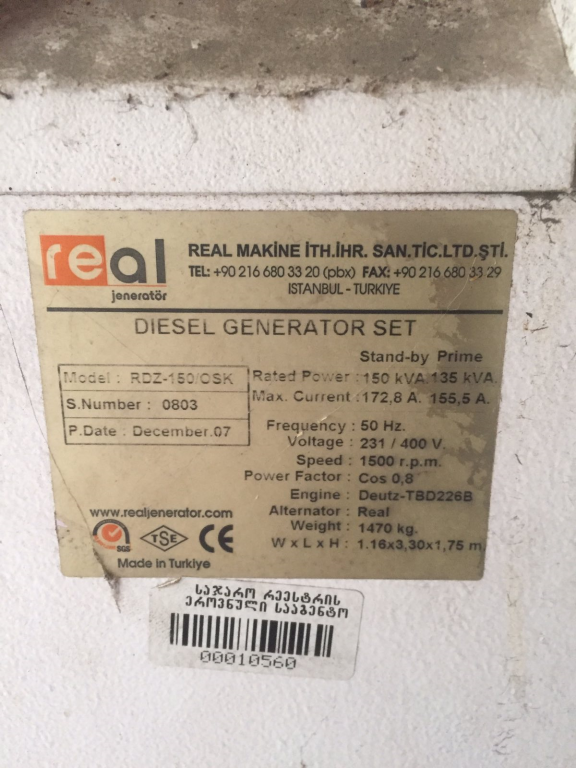 real
jeneratör
REAL MAKİNE İTH.İHR. SAN.TİC.LTD.ŞTİ.
TEL: +90 216 680 33 20 (pbx) FAX: +90 216 680 33 29
ISTANBUL - TURKIYE
DIESEL GENERATOR SET
Stand-by Prime
Model : RDZ-150/OSK
S.Number : 0803
P.Date : December.07
Rated Power : 150 kVA.135 kVA.
Max. Current : 172,8 A. 155,5 A.
Frequency : 50 Hz.
Voltage : 231 / 400 V.
Speed : 1500 r.p.m.
Power Factor : Cos 0,8
Engine : Deutz-TBD226B
Alternator : Real
Weight : 1470 kg.
W x L x H : 1.16x3,30x1,75 m
www.realjenerator.com
SGS
TSE
CE
Made in Turkiye
საჯარო რეესტრის
ეროვნული სააგენტო
00010560